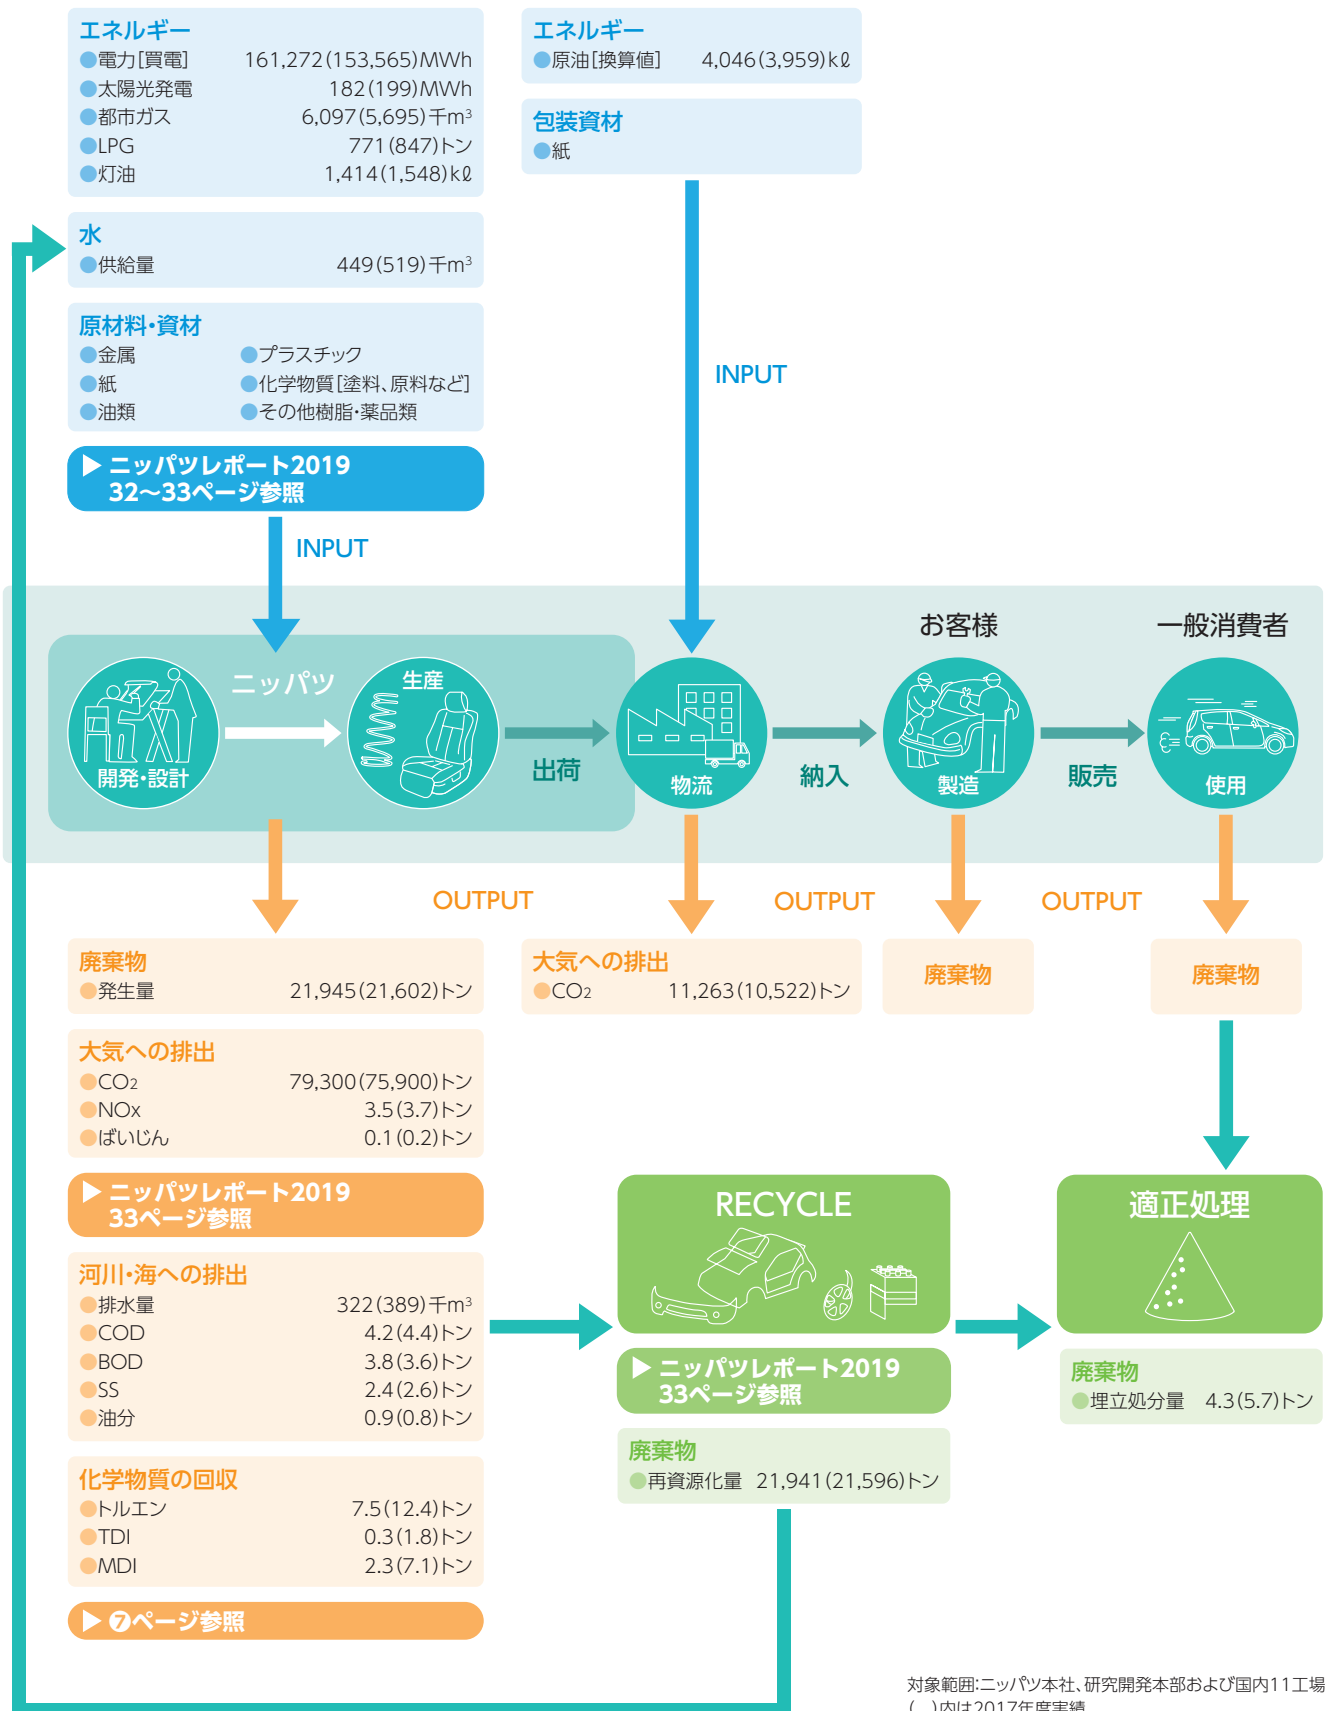 エネルギー
●電力[買電] 161,272(153,565)MWh
●太陽光発電 182(199)MWh
●都市ガス 6,097(5,695)千m³
●LPG 771(847)トン
●灯油 1,414(1,548)kℓ
水
●供給量 449(519)千m³
原材料・資材
●金属 ●プラスチック
●紙 ●化学物質[塗料、原料など]
●油類 ●その他樹脂・薬品類
▶ ニッパツレポート2019
32〜33ページ参照
INPUT
エネルギー
●原油[換算値] 4,046(3,959)kℓ
包装資材
●紙
INPUT
お客様
一般消費者
ニッパツ
開発・設計
生産
出荷
物流
納入
製造
販売
使用
OUTPUT
OUTPUT
OUTPUT
廃棄物
●発生量 21,945(21,602)トン
大気への排出
●CO₂ 79,300(75,900)トン
●NOx 3.5(3.7)トン
●ばいじん 0.1(0.2)トン
▶ ニッパツレポート2019
33ページ参照
河川・海への排出
●排水量 322(389)千m³
●COD 4.2(4.4)トン
●BOD 3.8(3.6)トン
●SS 2.4(2.6)トン
●油分 0.9(0.8)トン
化学物質の回収
●トルエン 7.5(12.4)トン
●TDI 0.3(1.8)トン
●MDI 2.3(7.1)トン
▶ ❼ページ参照
大気への排出
●CO₂ 11,263(10,522)トン
廃棄物
廃棄物
RECYCLE
▶ ニッパツレポート2019
33ページ参照
廃棄物
●再資源化量 21,941(21,596)トン
適正処理
廃棄物
●埋立処分量 4.3(5.7)トン
対象範囲:ニッパツ本社、研究開発本部および国内11工場
( )内は2017年度実績